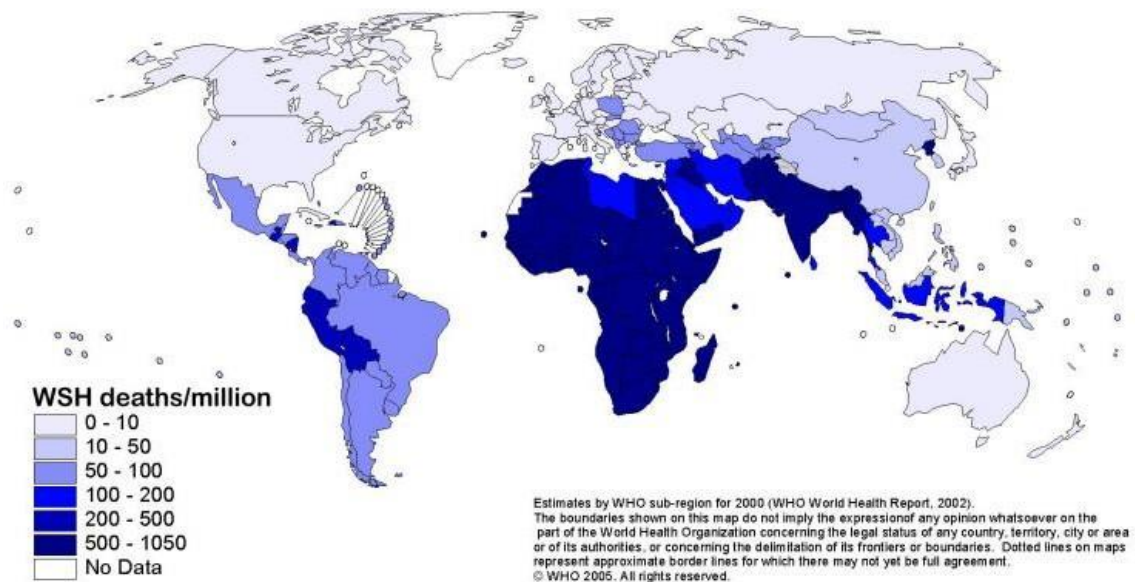 WSH deaths/million
0 - 10
10 - 50
50 - 100
100 - 200
200 - 500
500 - 1050
No Data
Estimates by WHO sub-region for 2000 (WHO World Health Report, 2002).
The boundaries shown on this map do not imply the expressionof any opinion whatsoever on the
part of the World Health Organization concerning the legal status of any country, territory, city or area
or of its authorities, or concerning the delimitation of its frontiers or boundaries. Dotted lines on maps
represent approximate border lines for which there may not yet be full agreement.
© WHO 2005. All rights reserved.